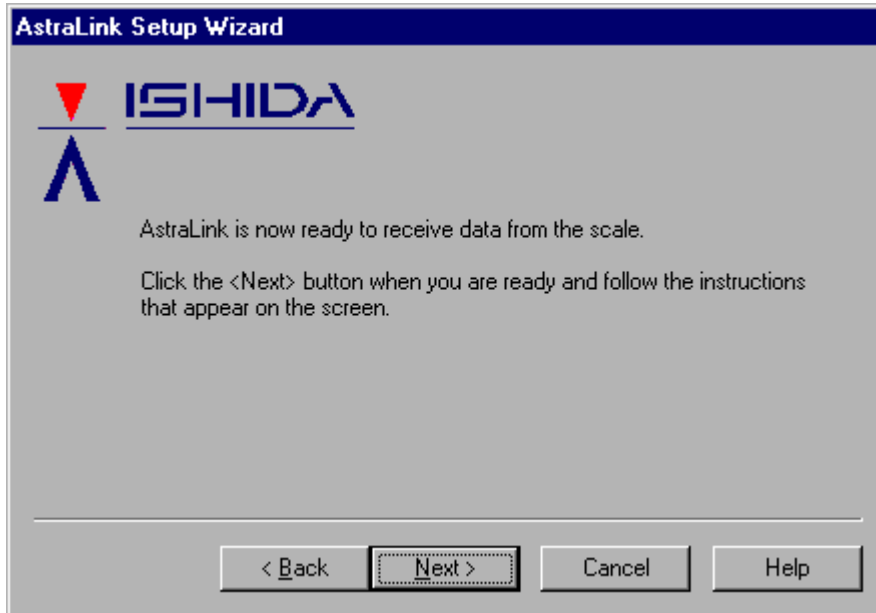 AstraLink Setup Wizard
ISHIDA
AstraLink is now ready to receive data from the scale.
Click the <Next> button when you are ready and follow the instructions
that appear on the screen.
< Back
Next >
Cancel
Help